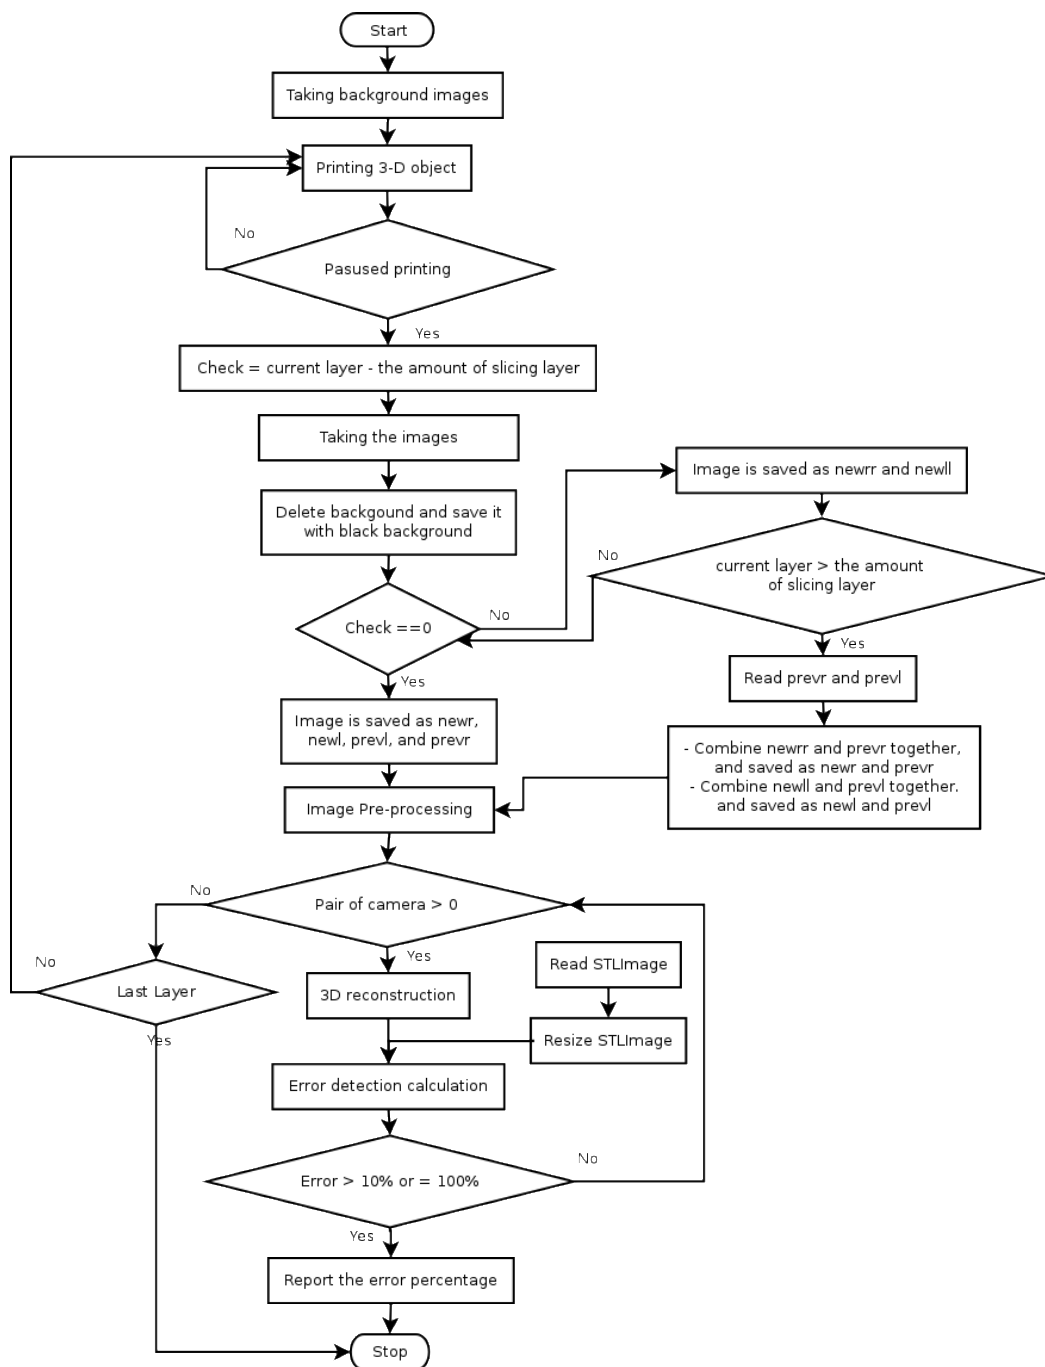 Start
Taking background images
Printing 3-D object
No
Pasused printing
Yes
Check = current layer - the amount of slicing layer
Taking the images
Image is saved as newrr and newll
Delete backgound and save it
with black background
No
current layer > the amount
of slicing layer
Check ==0
No
Yes
Yes
Read prevr and prevl
Image is saved as newr,
newl, prevl, and prevr
- Combine newrr and prevr together,
and saved as newr and prevr
- Combine newll and prevl together.
and saved as newl and prevl
Image Pre-processing
No
Pair of camera > 0
Yes
No
Last Layer
Yes
3D reconstruction
Read STLImage
Resize STLImage
Error detection calculation
No
Error > 10% or = 100%
Yes
Report the error percentage
Stop